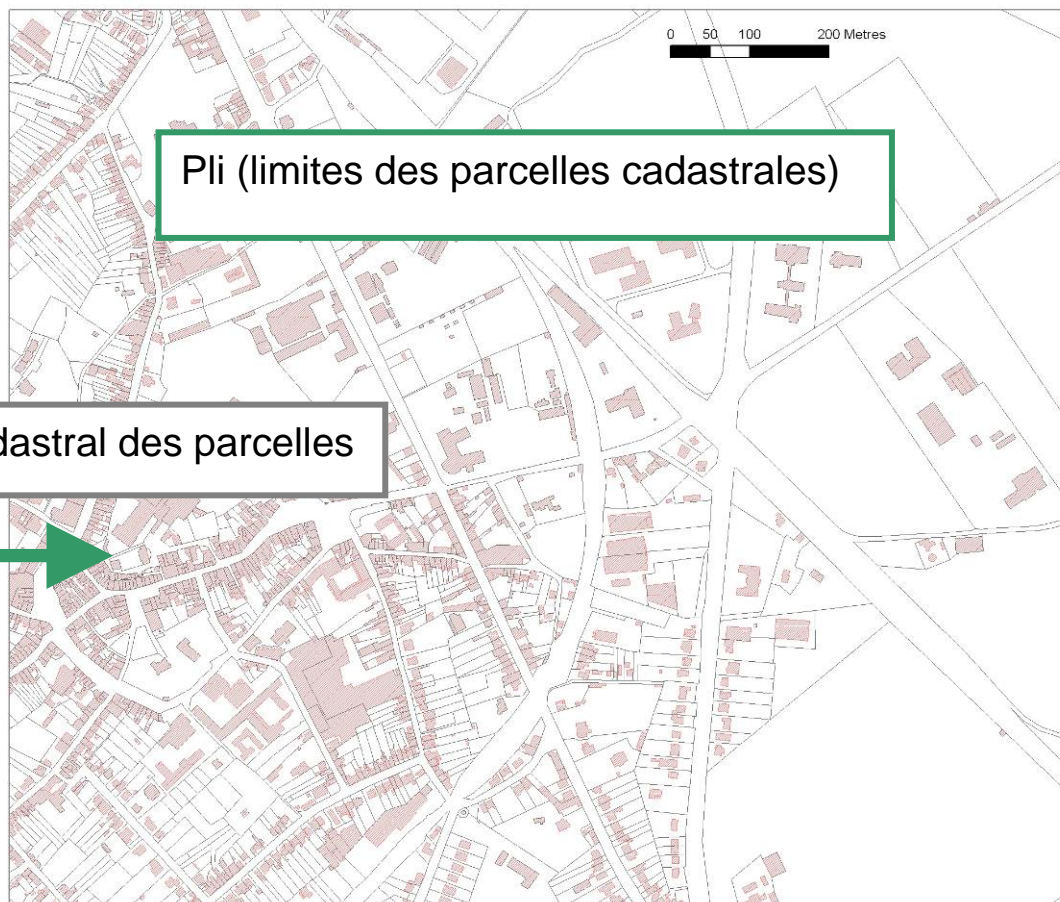 0 50 100 200 Metres
Pli (limites des parcelles cadastrales)
dastral des parcelles